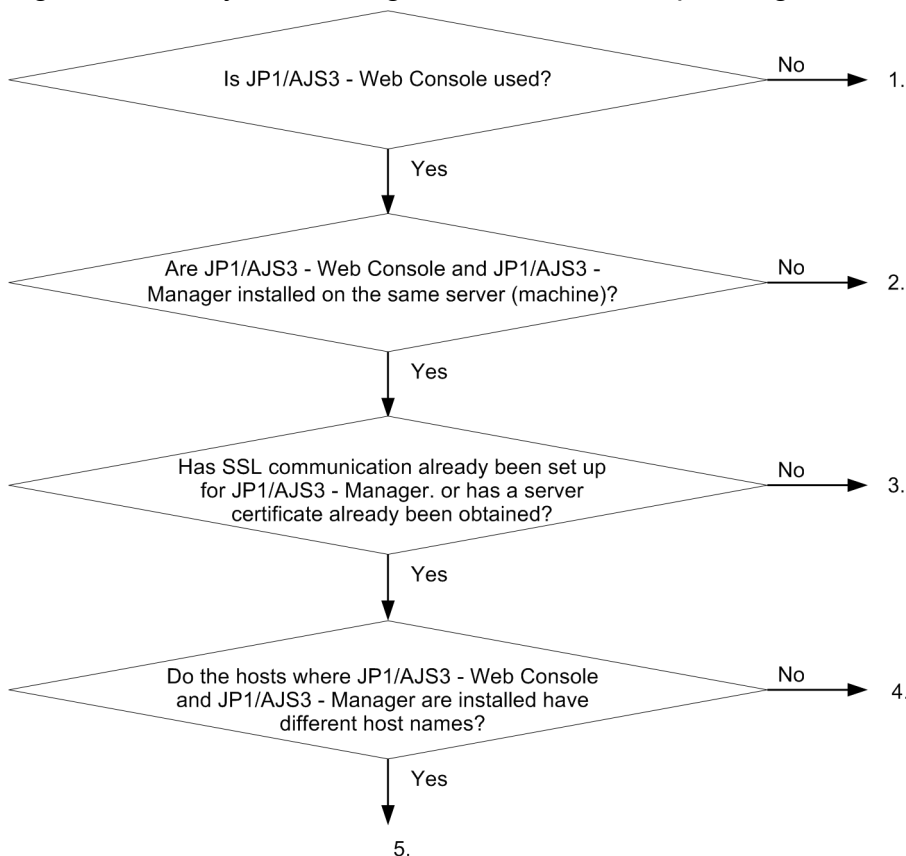 Is JP1/AJS3 - Web Console used?
No
1.
Yes
Are JP1/AJS3 - Web Console and JP1/AJS3 -
Manager installed on the same server (machine)?
No
2.
Yes
Has SSL communication already been set up
for JP1/AJS3 - Manager. or has a server
certificate already been obtained?
No
3.
Yes
Do the hosts where JP1/AJS3 - Web Console
and JP1/AJS3 - Manager are installed have
different host names?
No
4.
Yes
5.